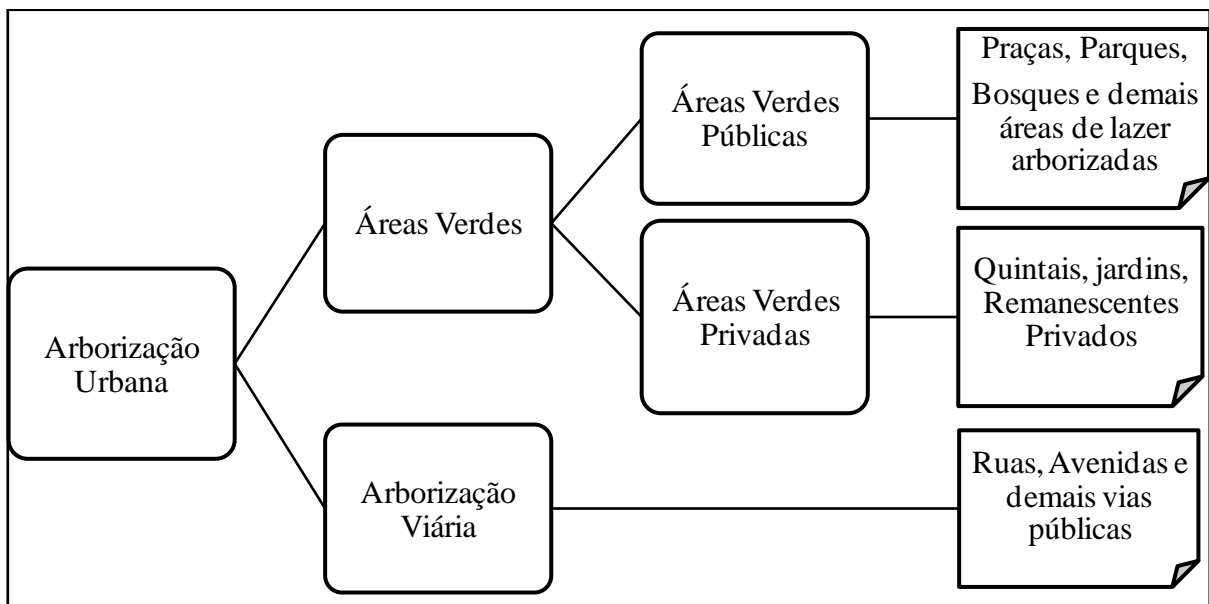 Praças, Parques,
Bosques e demais
áreas de lazer
arborizadas
Áreas Verdes
Públicas
Áreas Verdes
Quintais, jardins,
Remanescentes
Privados
Áreas Verdes
Privadas
Arborização
Urbana
Ruas, Avenidas e
demais vias
públicas
Arborização
Viária